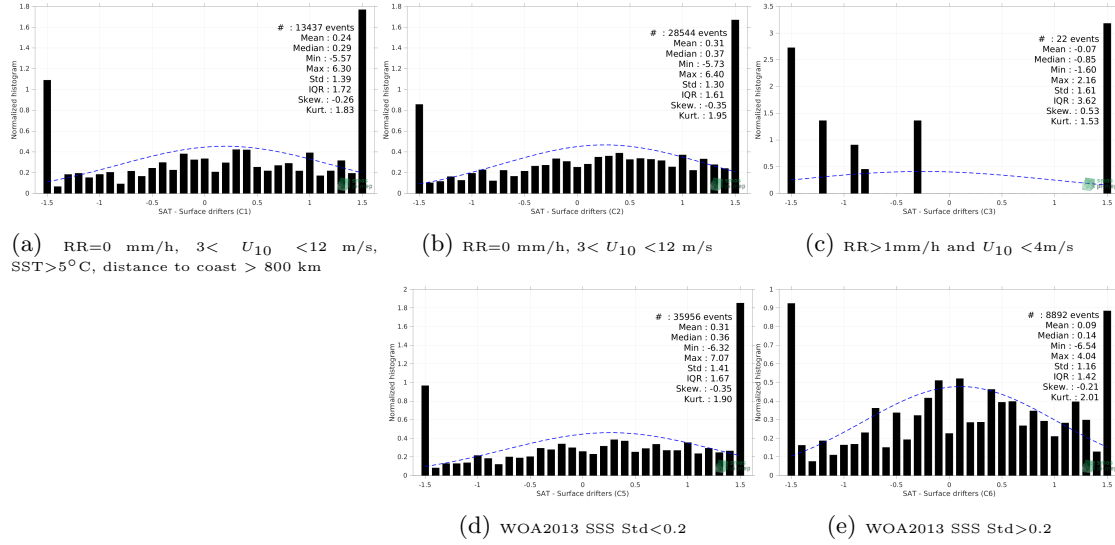 1.8
1.6
1.4
1.2
1
0.8
0.6
0.4
0.2
0
Normalized histogram
# : 13437 events
Mean : 0.24
Median : 0.29
Min : -5.57
Max : 6.30
Std : 1.39
IQR : 1.72
Skew. : -0.26
Kurt. : 1.83
-1.5 -1 -0.5 0 0.5 1 1.5
SAT - Surface drifters (C1)
(a) RR=0 mm/h, 3< U10 <12 m/s,
SST>5°C, distance to coast > 800 km
1.8
1.6
1.4
1.2
1
0.8
0.6
0.4
0.2
0
Normalized histogram
# : 28544 events
Mean : 0.31
Median : 0.37
Min : -5.73
Max : 6.40
Std : 1.30
IQR : 1.61
Skew. : -0.35
Kurt. : 1.95
-1.5 -1 -0.5 0 0.5 1 1.5
SAT - Surface drifters (C2)
(b) RR=0 mm/h, 3< U10 <12 m/s
3.5
3
2.5
2
1.5
1
0.5
0
Normalized histogram
# : 22 events
Mean : -0.07
Median : -0.85
Min : -1.60
Max : 2.16
Std : 1.61
IQR : 3.62
Skew. : 0.53
Kurt. : 1.53
-1.5 -1 -0.5 0 0.5 1 1.5
SAT - Surface drifters (C3)
(c) RR>1mm/h and U10 <4m/s
2
1.8
1.6
1.4
1.2
1
0.8
0.6
0.4
0.2
0
Normalized histogram
# : 35956 events
Mean : 0.31
Median : 0.36
Min : -6.32
Max : 7.07
Std : 1.41
IQR : 1.67
Skew. : -0.35
Kurt. : 1.90
-1.5 -1 -0.5 0 0.5 1 1.5
SAT - Surface drifters (C5)
(d) WOA2013 SSS Std<0.2
1
0.9
0.8
0.7
0.6
0.5
0.4
0.3
0.2
0.1
0
Normalized histogram
# : 8892 events
Mean : 0.09
Median : 0.14
Min : -6.54
Max : 4.04
Std : 1.16
IQR : 1.42
Skew. : -0.21
Kurt. : 2.01
-1.5 -1 -0.5 0 0.5 1 1.5
SAT - Surface drifters (C6)
(e) WOA2013 SSS Std>0.2